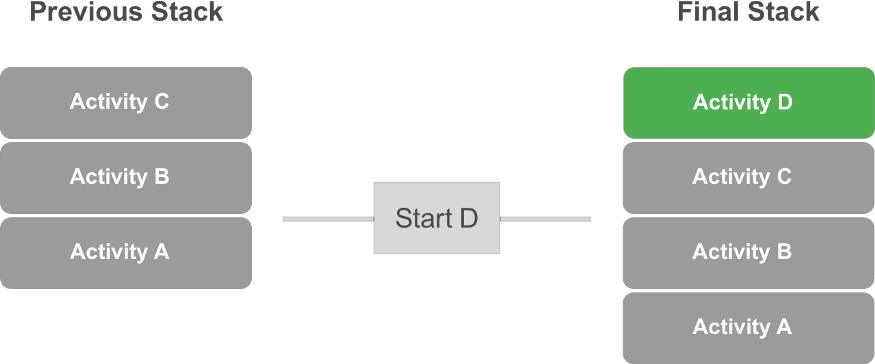 Previous Stack
Final Stack
Activity C
Activity B
Activity A
Start D
Activity D
Activity C
Activity B
Activity A